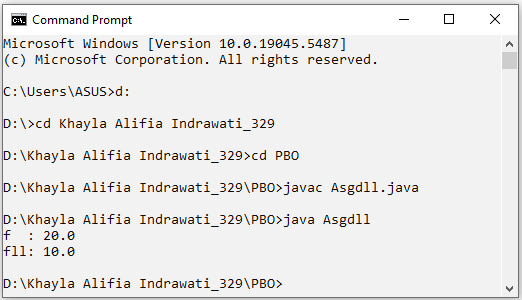 Command Prompt
Microsoft Windows [Version 10.0.19045.5487]
(c) Microsoft Corporation. All rights reserved.
C:\Users\ASUS>d:
D:\>cd Khayla Alifia Indrawati_329
D:\Khayla Alifia Indrawati_329>cd PBO
D:\Khayla Alifia Indrawati_329\PBO>javac Asgdll.java
D:\Khayla Alifia Indrawati_329\PBO>java Asgdll
f  : 20.0
fll: 10.0
D:\Khayla Alifia Indrawati_329\PBO>